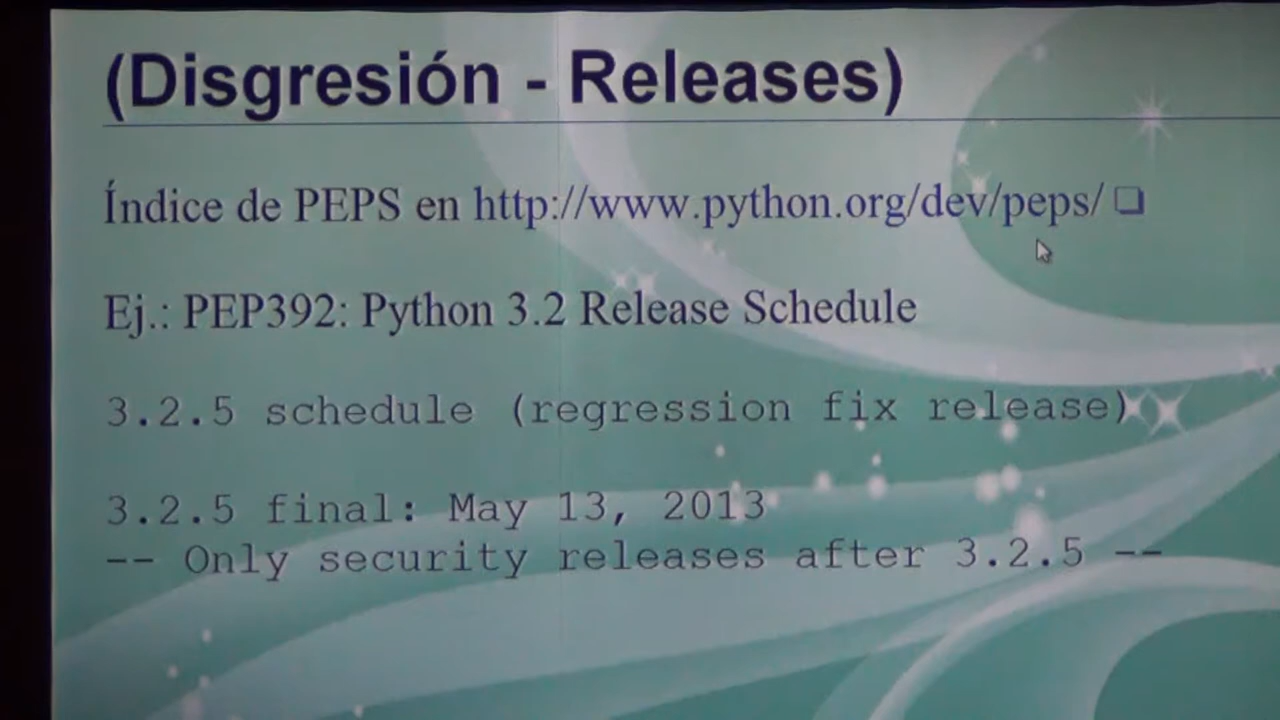 (Disgresión - Releases)
Índice de PEPS en http://www.python.org/dev/peps/
Ej.: PEP392: Python 3.2 Release Schedule
3.2.5 schedule (regression fix release)
3.2.5 final: May 13, 2013
-- Only security releases after 3.2.5 --